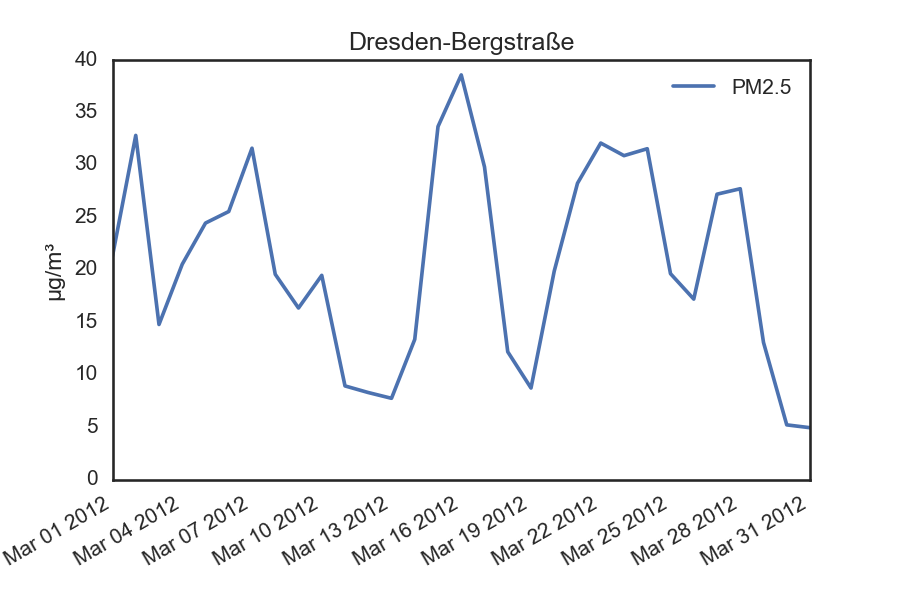 Dresden-Bergstraße
PM2.5
µg/m³
40
35
30
25
20
15
10
5
0
Mar 01 2012
Mar 04 2012
Mar 07 2012
Mar 10 2012
Mar 13 2012
Mar 16 2012
Mar 19 2012
Mar 22 2012
Mar 25 2012
Mar 28 2012
Mar 31 2012